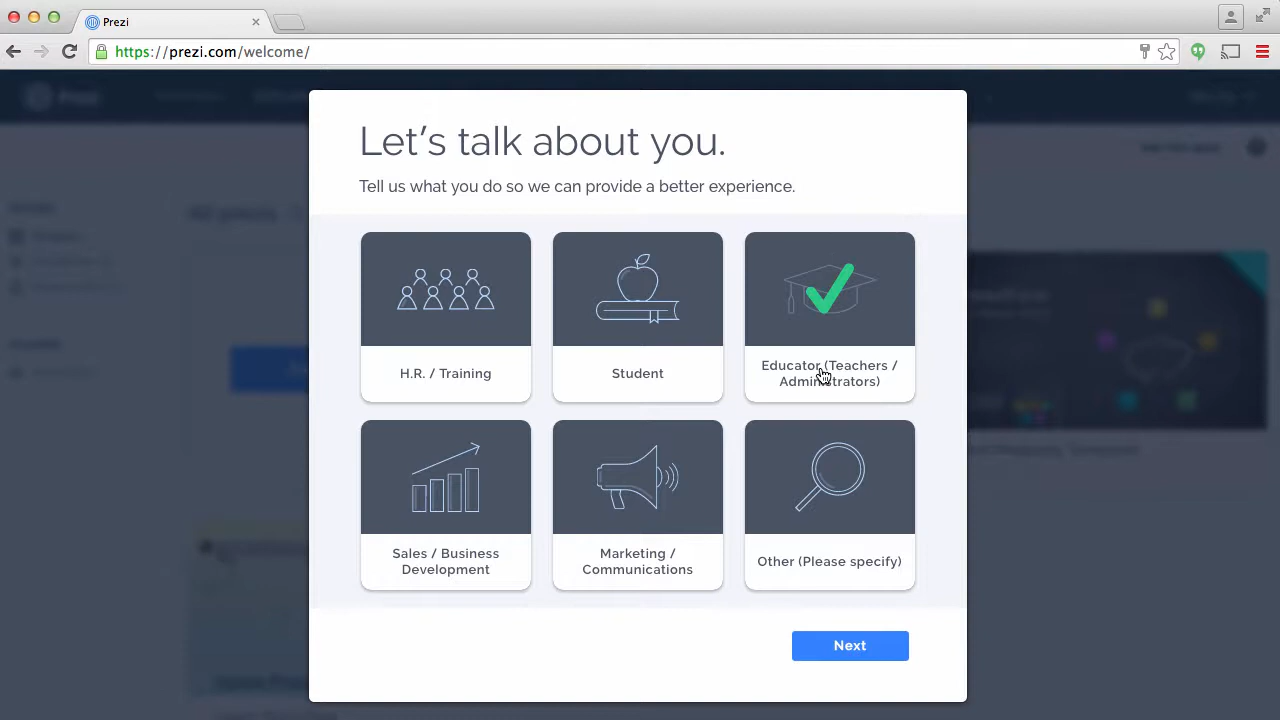 Prezi
https://prezi.com/welcome/
Prezi
Let's talk about you.
Tell us what you do so we can provide a better experience.
H.R. / Training
Student
Educator (Teachers /
Administrators)
Sales / Business
Development
Marketing /
Communications
Other (Please specify)
Next